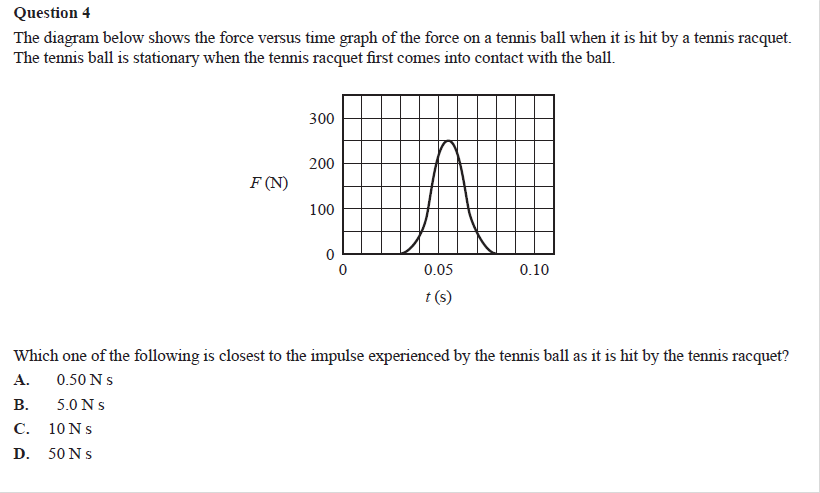 Question 4
The diagram below shows the force versus time graph of the force on a tennis ball when it is hit by a tennis racquet.
The tennis ball is stationary when the tennis racquet first comes into contact with the ball.
300
200
F (N)
100
0
0 0.05 0.10
t (s)
Which one of the following is closest to the impulse experienced by the tennis ball as it is hit by the tennis racquet?
A. 0.50 N s
B. 5.0 N s
C. 10 N s
D. 50 N s